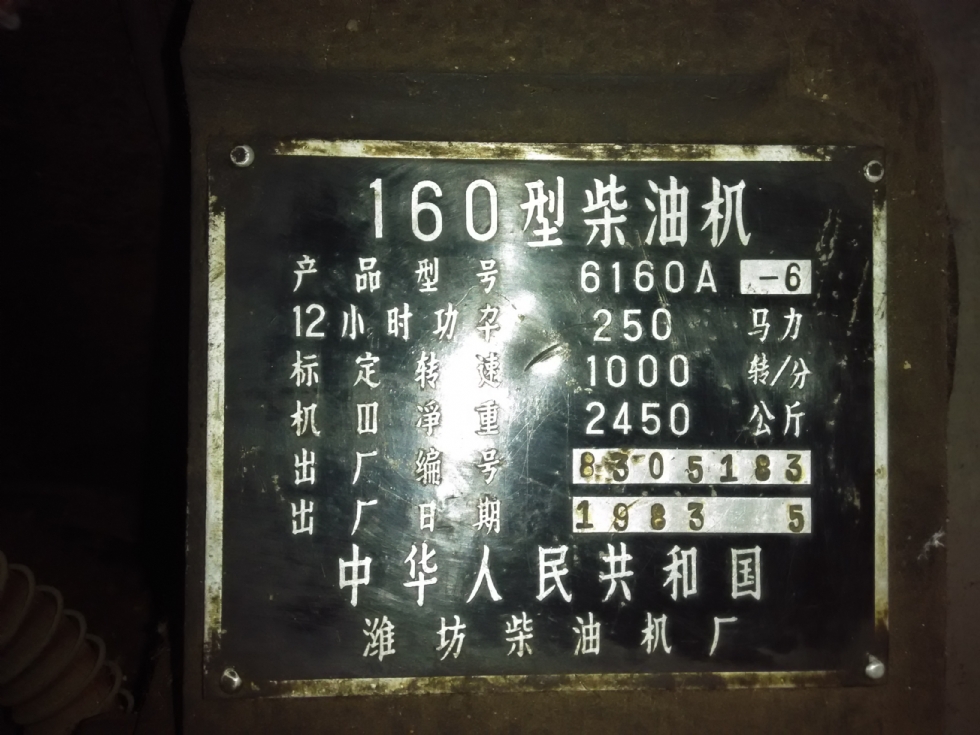 160型柴油机
产品型号 6160A -6
12小时功率 250 马力
标定转速 1000 转/分
机口净重 2450 公斤
出厂编号 8305183
出厂日期 1983 5
中华人民共和国
潍坊柴油机厂